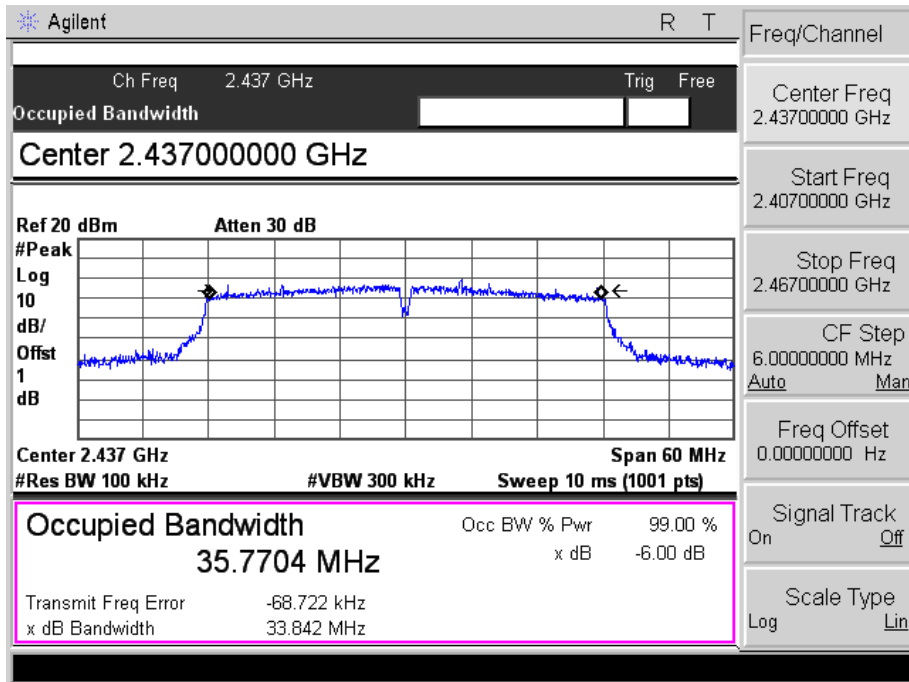 Agilent R T
Ch Freq 2.437 GHz Trig Free
Occupied Bandwidth
Center 2.437000000 GHz
Ref 20 dBm Atten 30 dB
#Peak
Log
10
dB/
Offst
1
dB
Center 2.437 GHz Span 60 MHz
#Res BW 100 kHz #VBW 300 kHz Sweep 10 ms (1001 pts)
Occupied Bandwidth
35.7704 MHz
Occ BW % Pwr 99.00 %
x dB -6.00 dB
Transmit Freq Error -68.722 kHz
x dB Bandwidth 33.842 MHz
Freq/Channel
Center Freq
2.43700000 GHz
Start Freq
2.40700000 GHz
Stop Freq
2.46700000 GHz
CF Step
6.00000000 MHz
Auto Man
Freq Offset
0.00000000 Hz
Signal Track
On Off
Scale Type
Log Lin